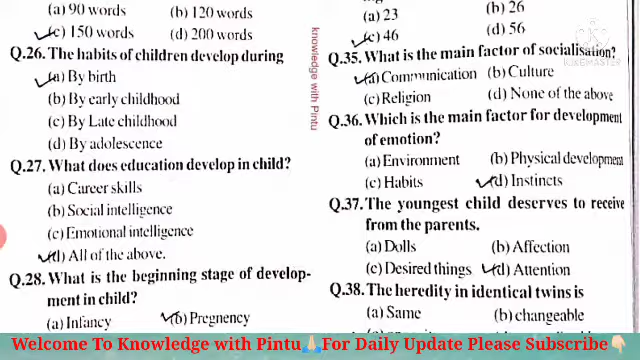 (a) 90 words (b) 120 words
(c) 150 words (d) 200 words
Q.26. The habits of children develop during
(a) By birth
(b) By early childhood
(c) By Late childhood
(d) By adolescence
Q.27. What does education develop in child?
(a) Career skills
(b) Social intelligence
(c) Emotional intelligence
(d) All of the above.
Q.28. What is the beginning stage of develop-
ment in child?
(a) Infancy (b) Pregnency
knowledge with Pintu
(a) 23 (b) 26
(c) 46 (d) 56
Q.35. What is the main factor of socialisation?
(a) Communication (b) Culture
(c) Religion (d) None of the above
Q.36. Which is the main factor for development
of emotion?
(a) Environment (b) Physical development
(c) Habits (d) Instincts
Q.37. The youngest child deserves to receive
from the parents.
(a) Dolls (b) Affection
(c) Desired things (d) Attention
Q.38. The heredity in identical twins is
(a) Same (b) changeable
KINEMASTER
Welcome To Knowledge with Pintu🙏🏻For Daily Update Please Subscribe👇🏻